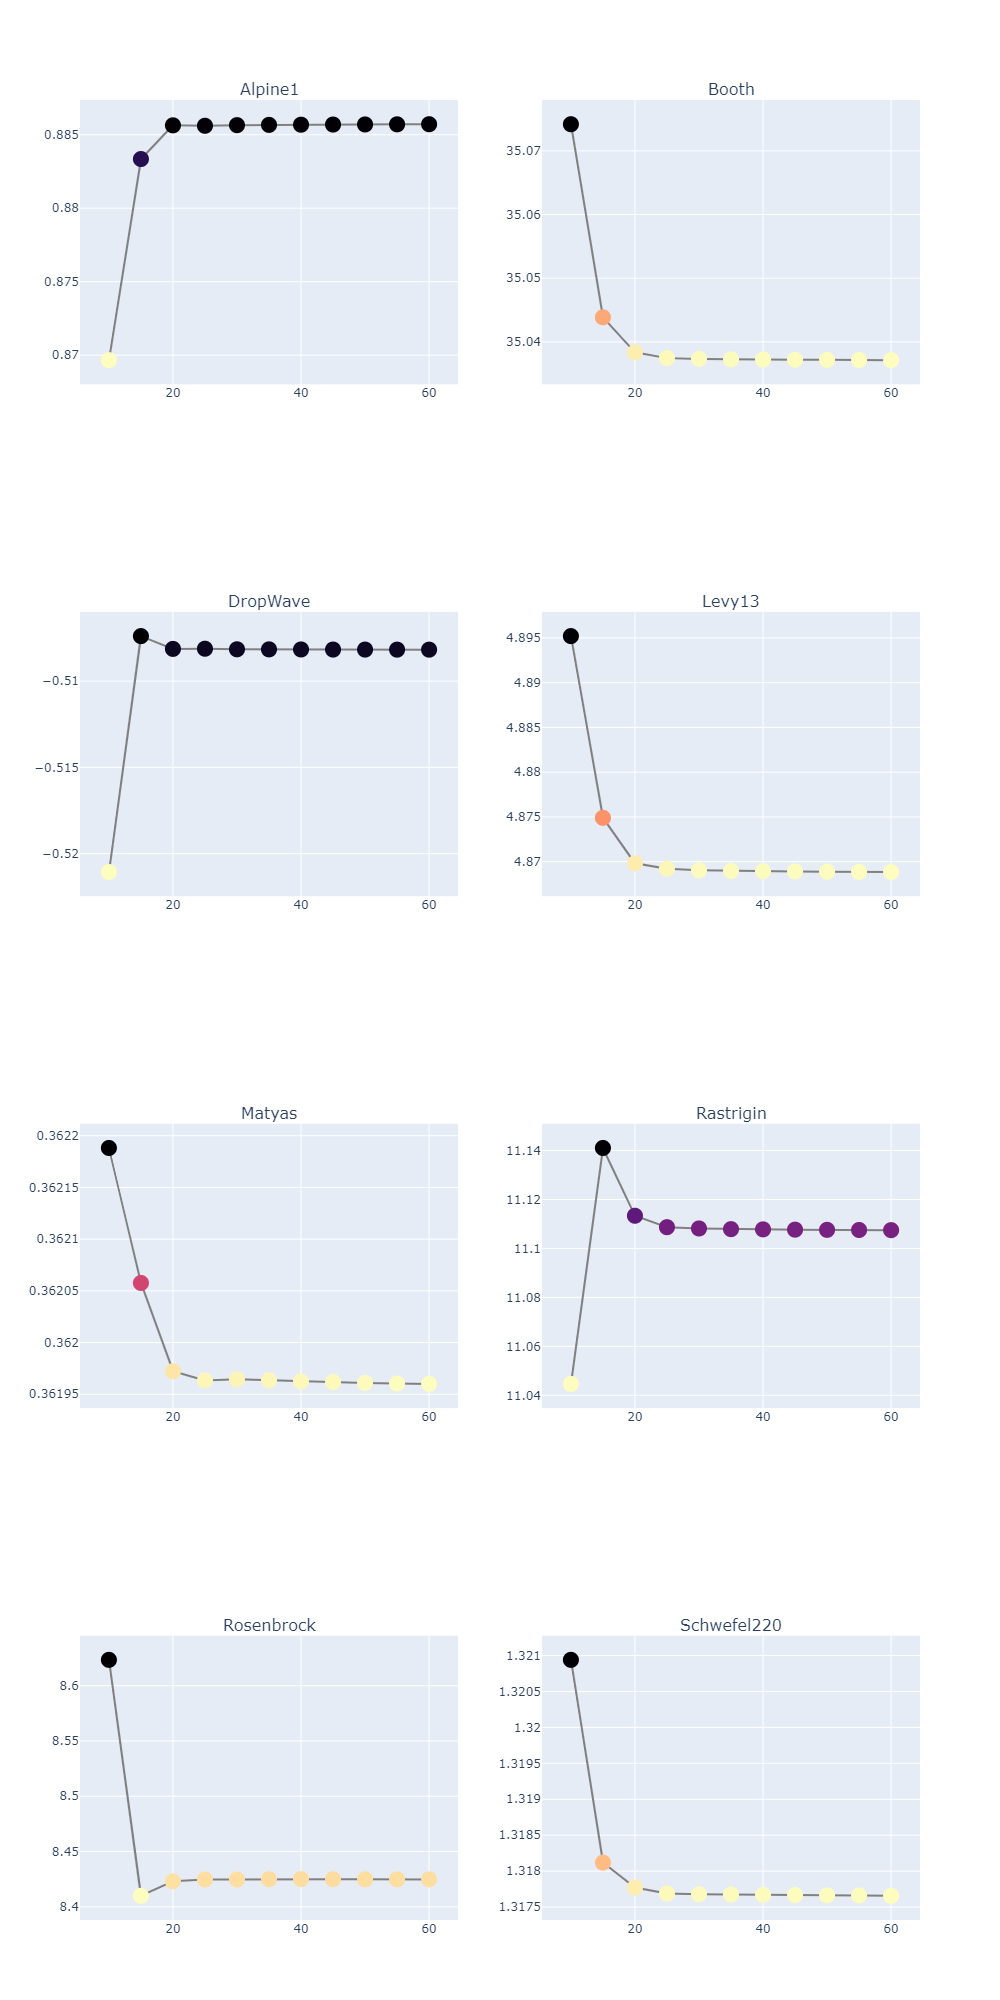 Alpine1
0.885
0.88
0.875
0.87
20 40 60
Booth
35.07
35.06
35.05
35.04
20 40 60
DropWave
−0.51
−0.515
−0.52
20 40 60
Levy13
4.895
4.89
4.885
4.88
4.875
4.87
20 40 60
Matyas
0.3622
0.36215
0.3621
0.36205
0.362
0.36195
20 40 60
Rastrigin
11.14
11.12
11.1
11.08
11.06
11.04
20 40 60
Rosenbrock
8.6
8.55
8.5
8.45
8.4
20 40 60
Schwefel220
1.321
1.3205
1.32
1.3195
1.319
1.3185
1.318
1.3175
20 40 60